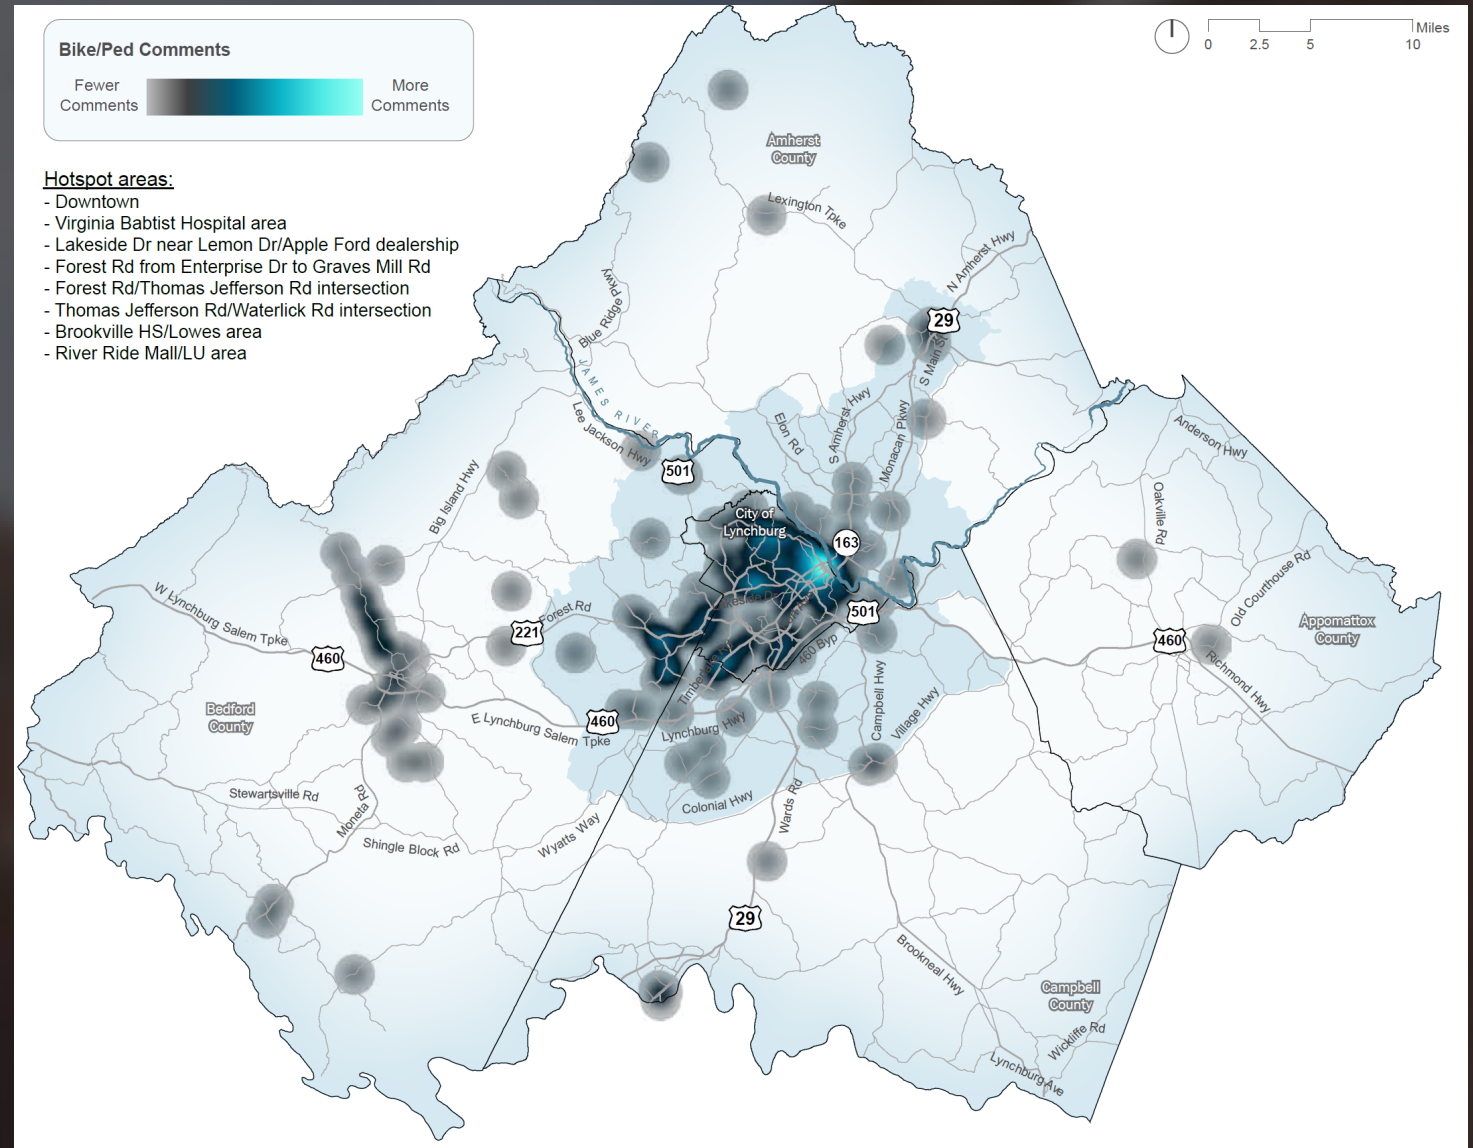 Bike/Ped Comments
Fewer
Comments
More
Comments
Miles
0 2.5 5 10
Hotspot areas:
- Downtown
- Virginia Babtist Hospital area
- Lakeside Dr near Lemon Dr/Apple Ford dealership
- Forest Rd from Enterprise Dr to Graves Mill Rd
- Forest Rd/Thomas Jefferson Rd intersection
- Thomas Jefferson Rd/Waterlick Rd intersection
- Brookville HS/Lowes area
- River Ride Mall/LU area
Amherst
County
Lexington Tpke
N Amherst Hwy
Blue Ridge Pkwy
29
S Main St
JAMES RIVER
Lee Jackson Hwy
Elon Rd
S Amherst Hwy
Monacan Pkwy
Anderson Hwy
501
Big Island Hwy
Oakville Rd
City of
Lynchburg
163
Old Courthouse Rd
W Lynchburg Salem Tpke
Forest Rd
Lakeside Dr
501
221
460
460
Appomattox
County
460 Byp
Timberlake Rd
Richmond Hwy
Bedford
County
E Lynchburg Salem Tpke
460
Lynchburg Hwy
Campbell Hwy
Village Hwy
Stewartsville Rd
Moneta Rd
Colonial Hwy
Wards Rd
Shingle Block Rd
Wyatts Way
29
Brookneal Hwy
Campbell
County
Wickliffe Rd
Lynchburg Ave